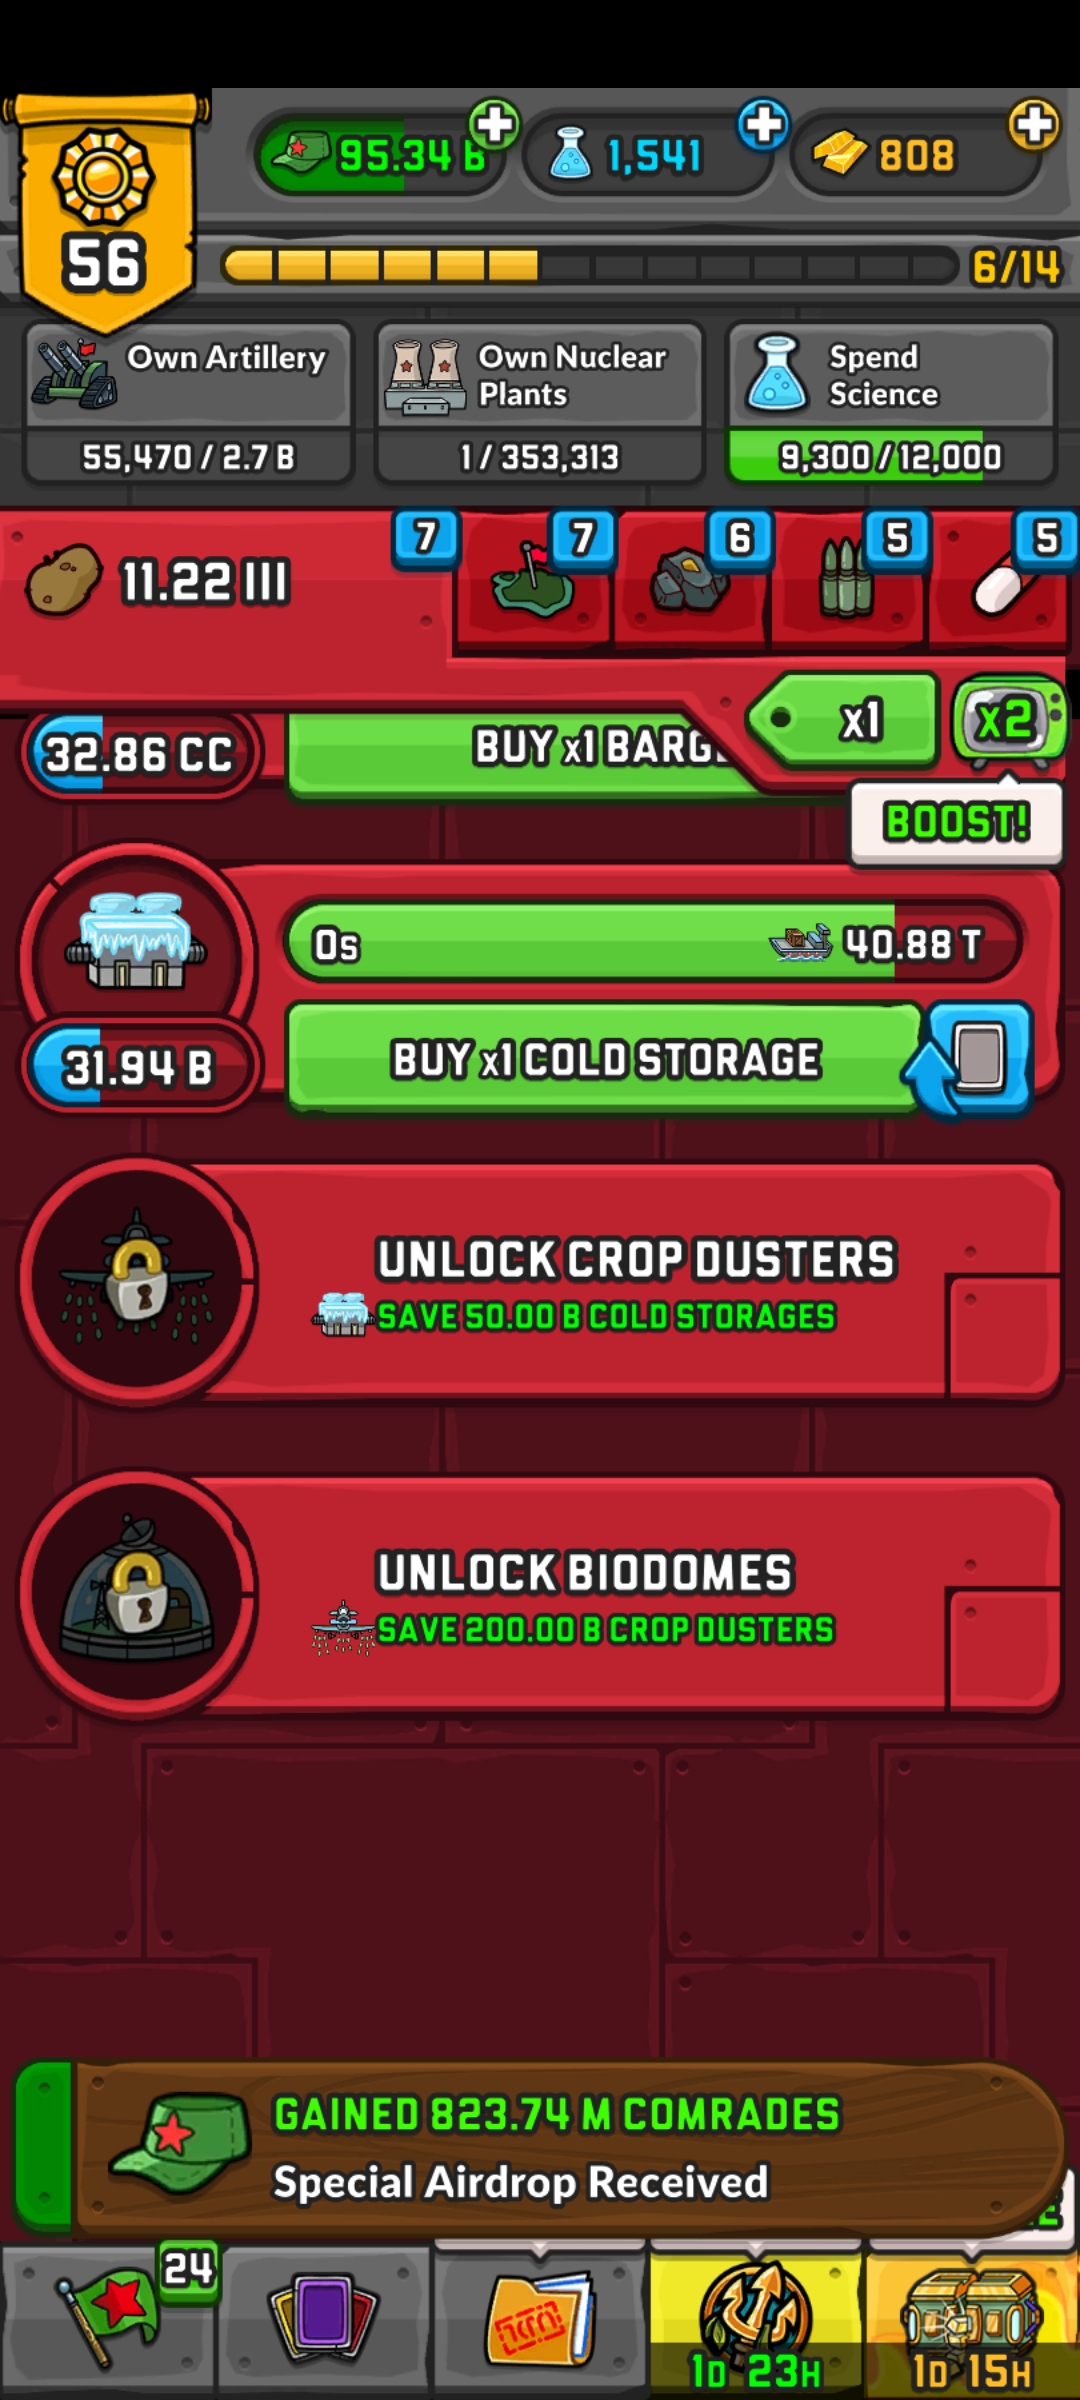 95.34 B
1,541
808
56
6/14
Own Artillery
55,470 / 2.7 B
Own Nuclear
Plants
1 / 353,313
Spend
Science
9,300 / 12,000
11.22 III
7
7
6
5
5
x1
x2
BOOST!
32.86 CC
BUY x1
0s
40.88 T
31.94 B
BUY x1 COLD STORAGE
UNLOCK CROP DUSTERS
SAVE 50.00 B COLD STORAGES
UNLOCK BIODOMES
SAVE 200.00 B CROP DUSTERS
GAINED 823.74 M COMRADES
Special Airdrop Received
24
1D 23H
1D 15H